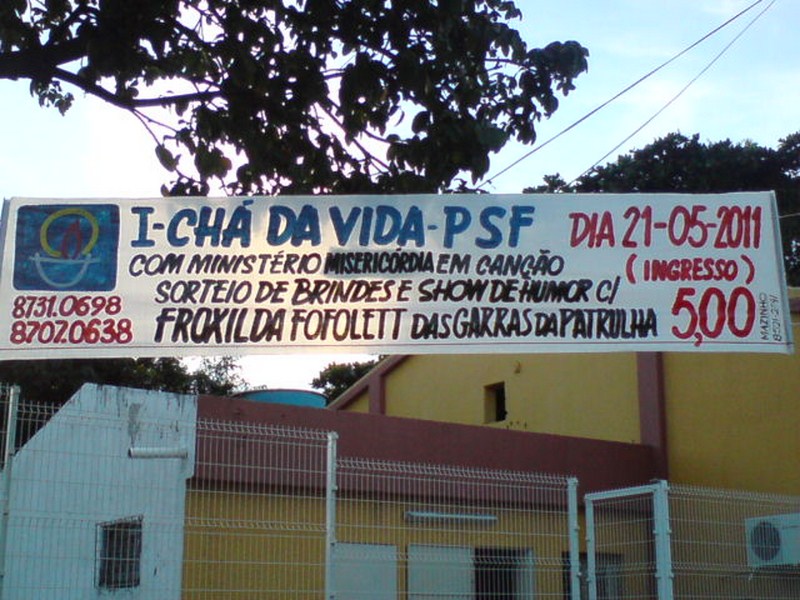 I-CHÁ DA VIDA-PSF
DIA 21-05-2011
COM MINISTÉRIO MISERICÓRDIA EM CANÇÃO
(INGRESSO)
SORTEIO DE BRINDES E SHOW DE HUMOR C/
5,00
FROXILDA FOFOLETT DAS GARRAS DA PATRULHA
8731.0698
8707.0638
MAZINHO